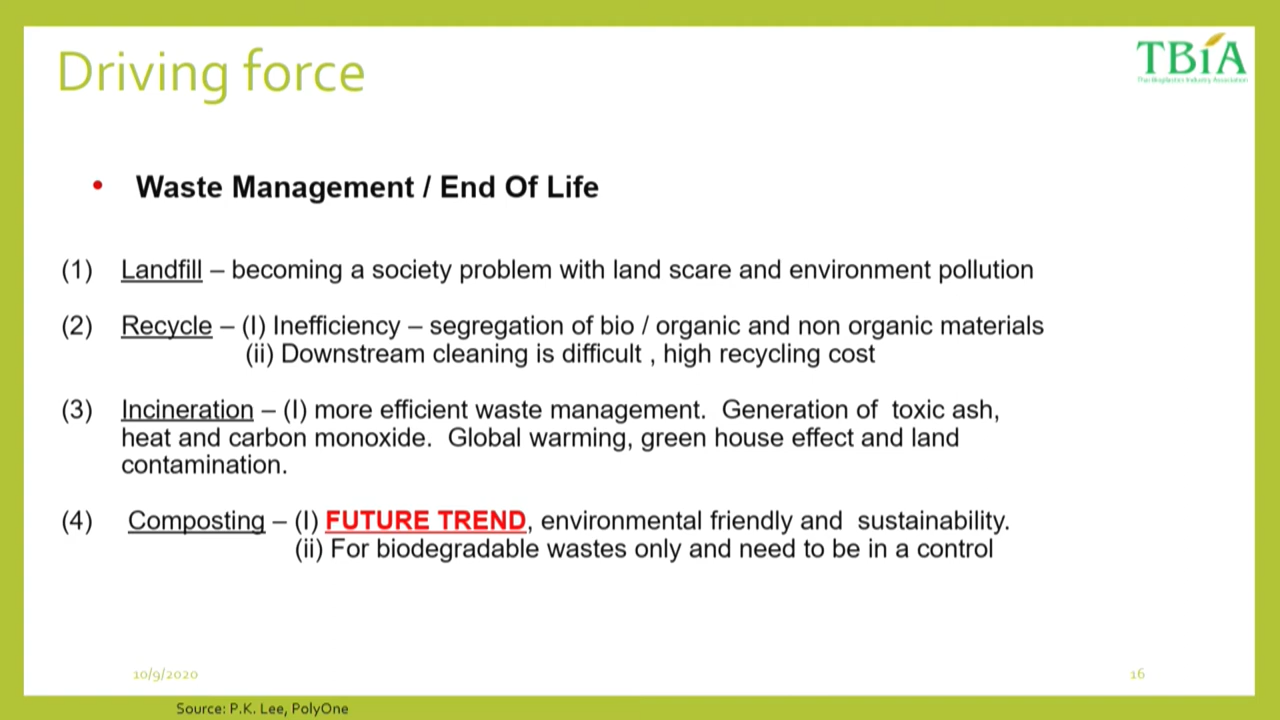 Driving force
TBiA
Thai Bioplastics Industry Association
• Waste Management / End Of Life
(1) Landfill – becoming a society problem with land scare and environment pollution
(2) Recycle – (I) Inefficiency – segregation of bio / organic and non organic materials
(ii) Downstream cleaning is difficult , high recycling cost
(3) Incineration – (I) more efficient waste management. Generation of toxic ash,
heat and carbon monoxide. Global warming, green house effect and land
contamination.
(4) Composting – (I) FUTURE TREND, environmental friendly and sustainability.
(ii) For biodegradable wastes only and need to be in a control
10/9/2020
16
Source: P.K. Lee, PolyOne